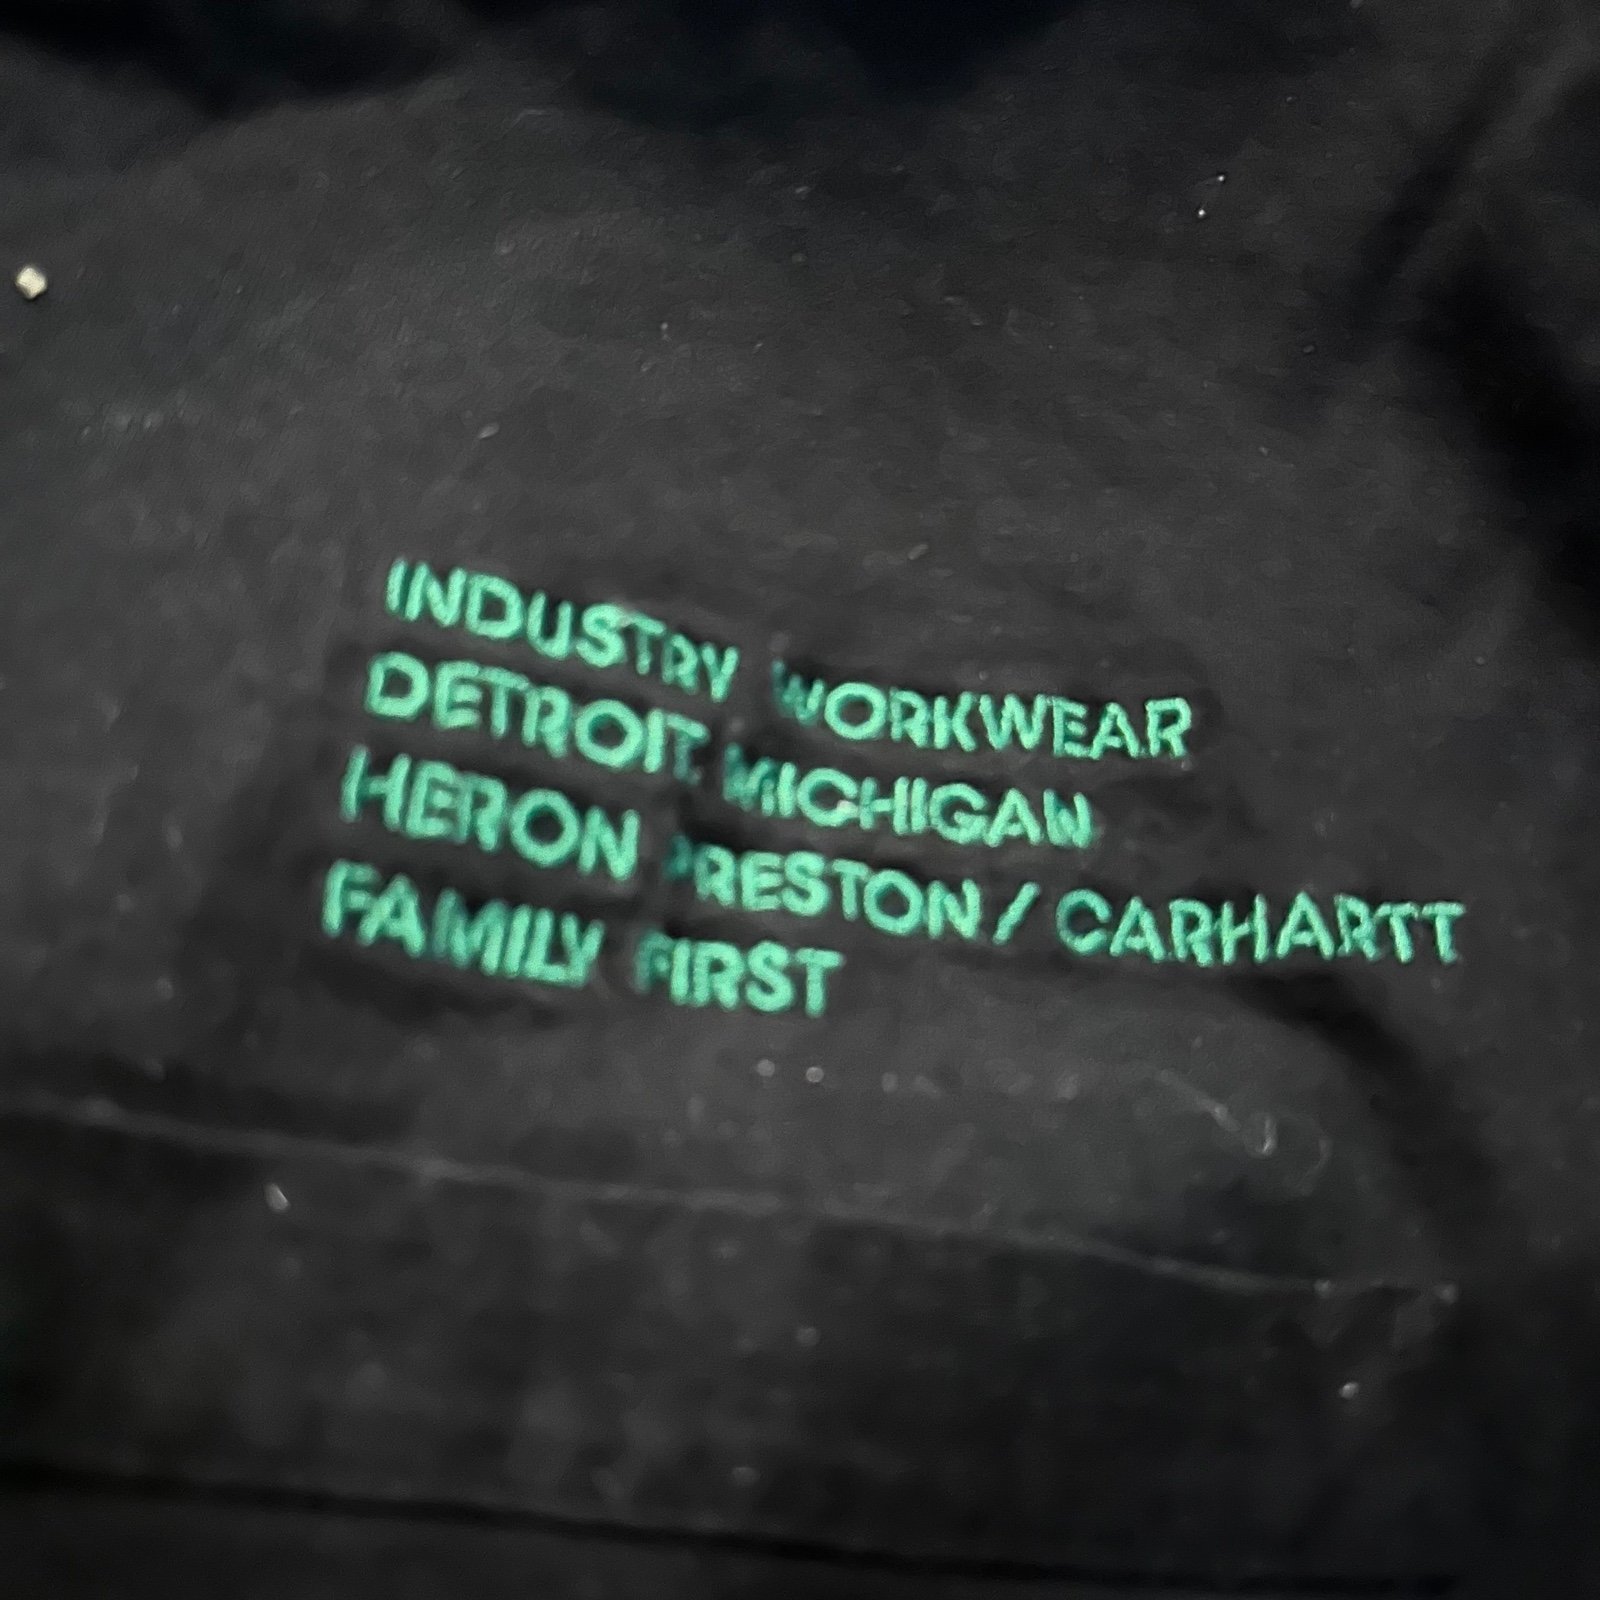 INDUSTRY WORKWEAR
DETROIT MICHIGAN
HERON PRESTON / CARHARTT
FAMILY FIRST